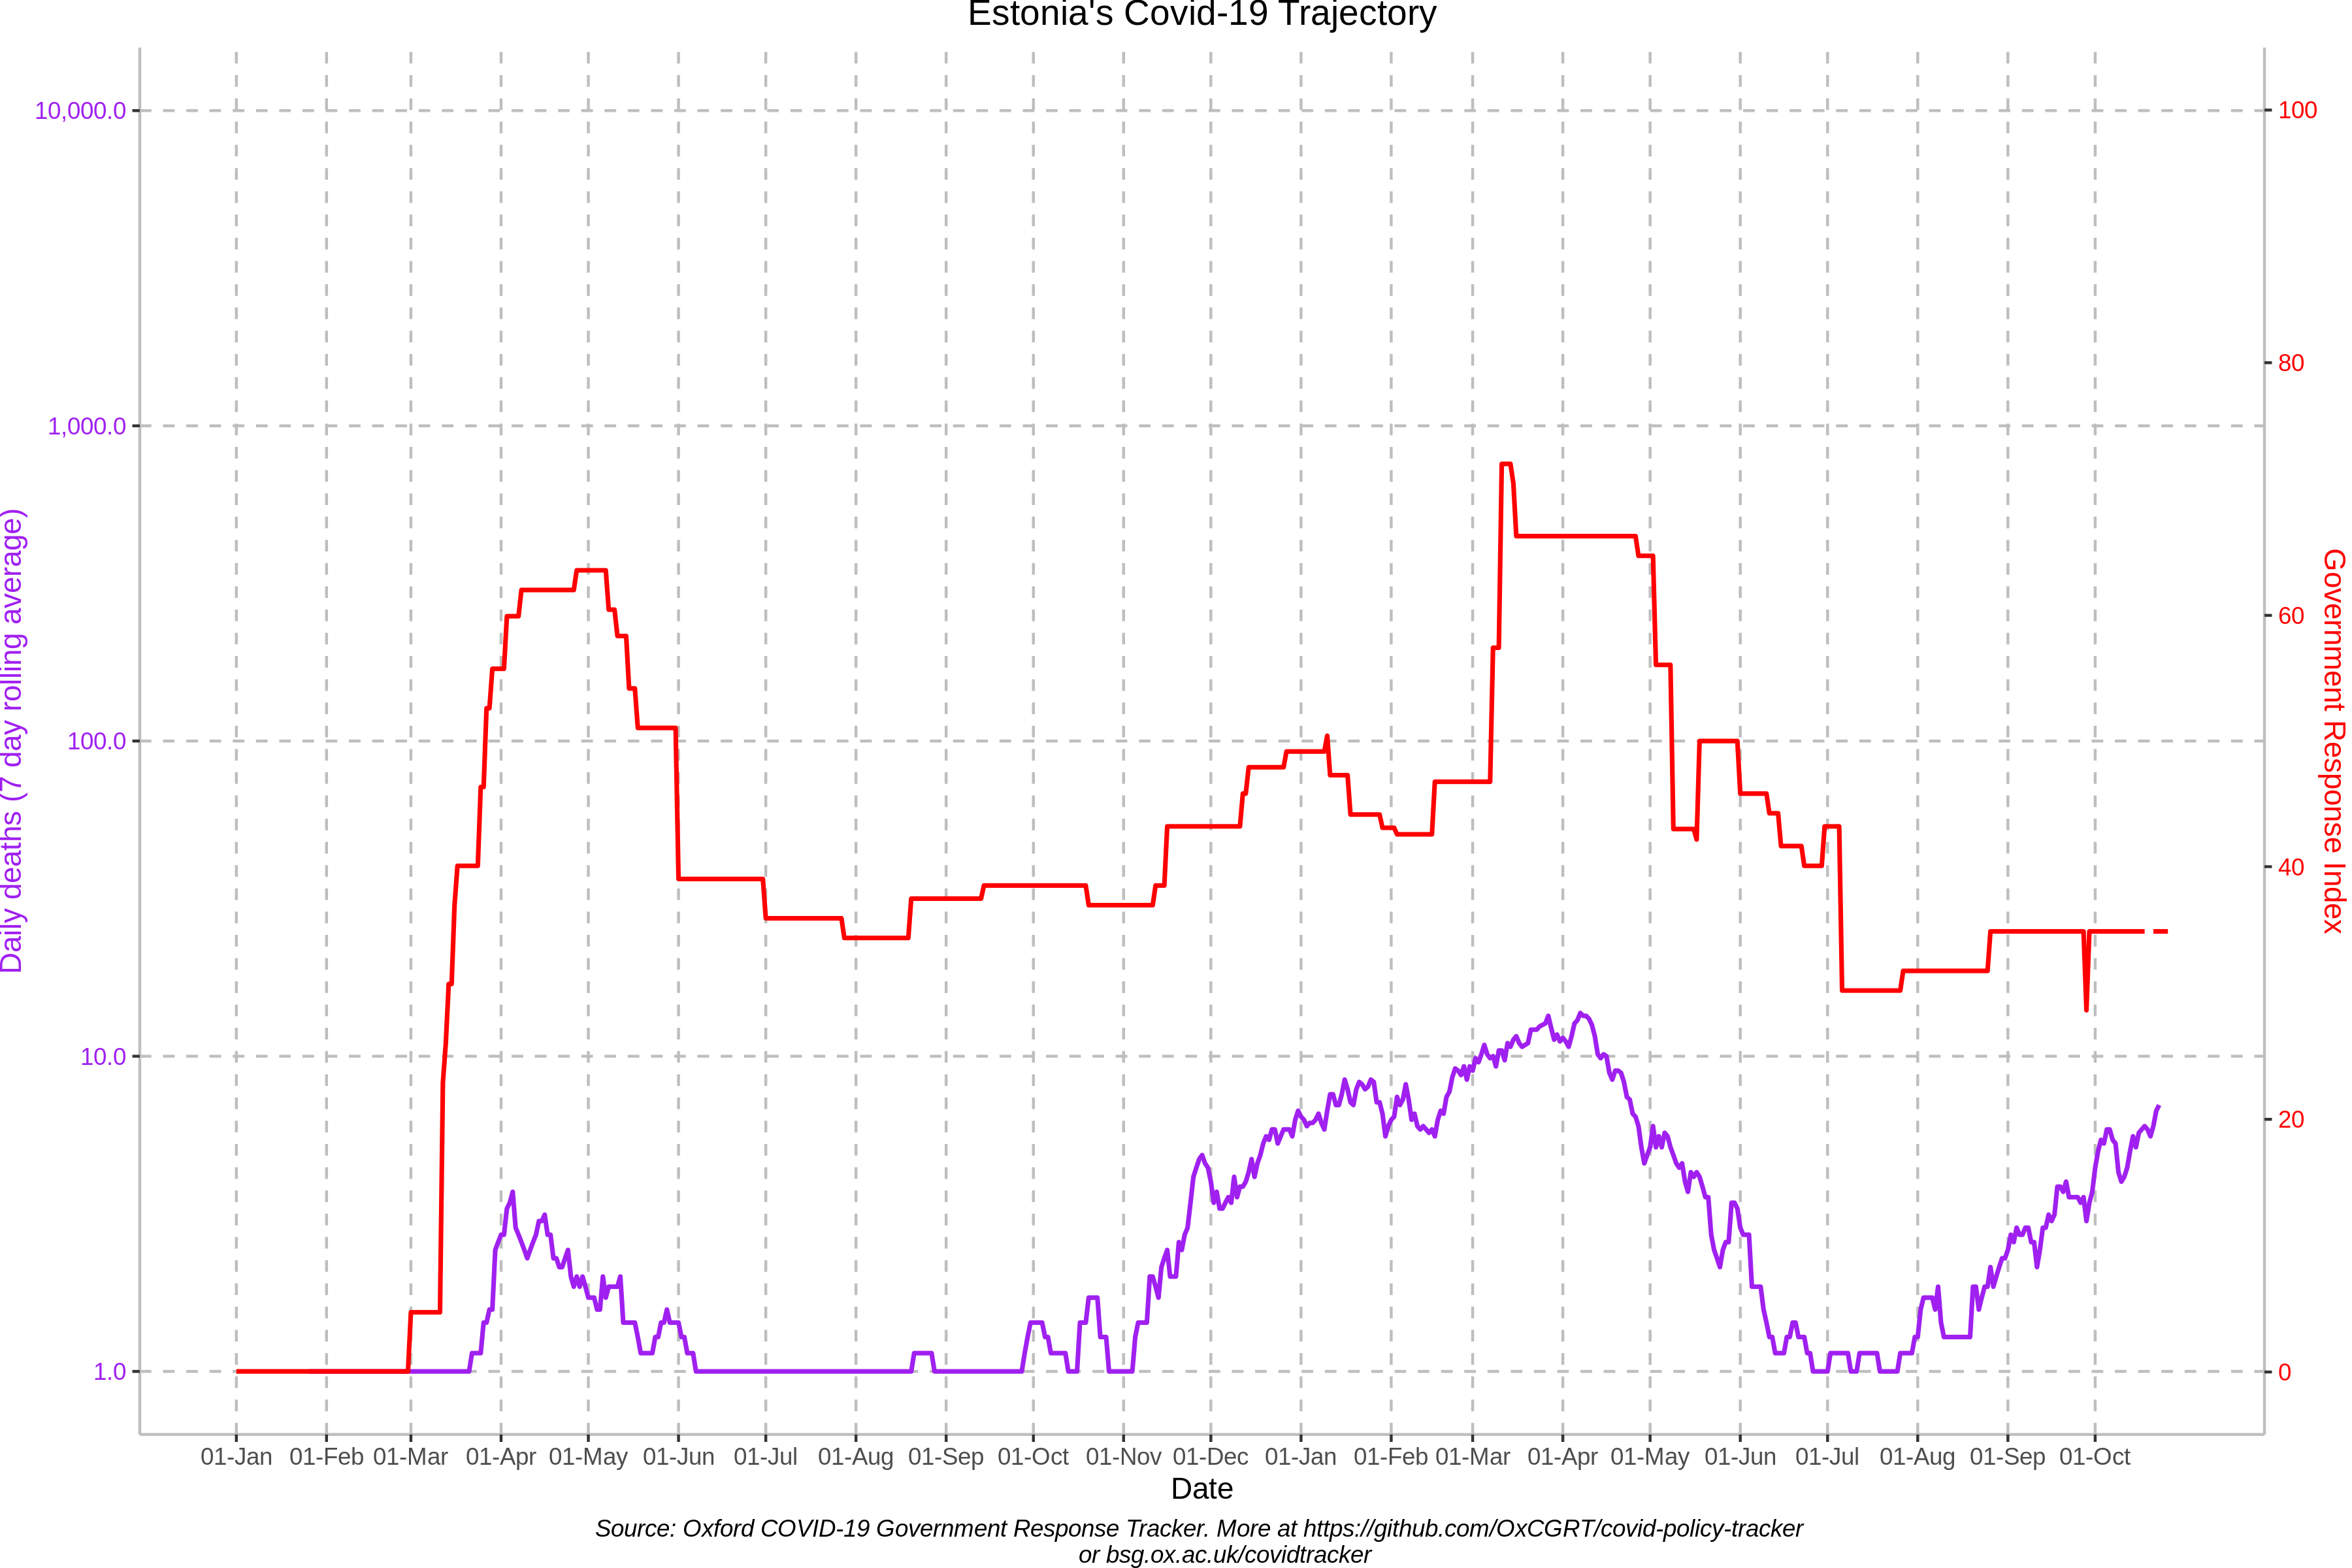 Estonia's Covid-19 Trajectory
10,000.0
1,000.0
100.0
10.0
1.0
Daily deaths (7 day rolling average)
100
80
60
40
20
0
Government Response Index
01-Jan 01-Feb 01-Mar 01-Apr 01-May 01-Jun 01-Jul 01-Aug 01-Sep 01-Oct 01-Nov 01-Dec 01-Jan 01-Feb 01-Mar 01-Apr 01-May 01-Jun 01-Jul 01-Aug 01-Sep 01-Oct
Date
Source: Oxford COVID-19 Government Response Tracker. More at https://github.com/OxCGRT/covid-policy-tracker
or bsg.ox.ac.uk/covidtracker